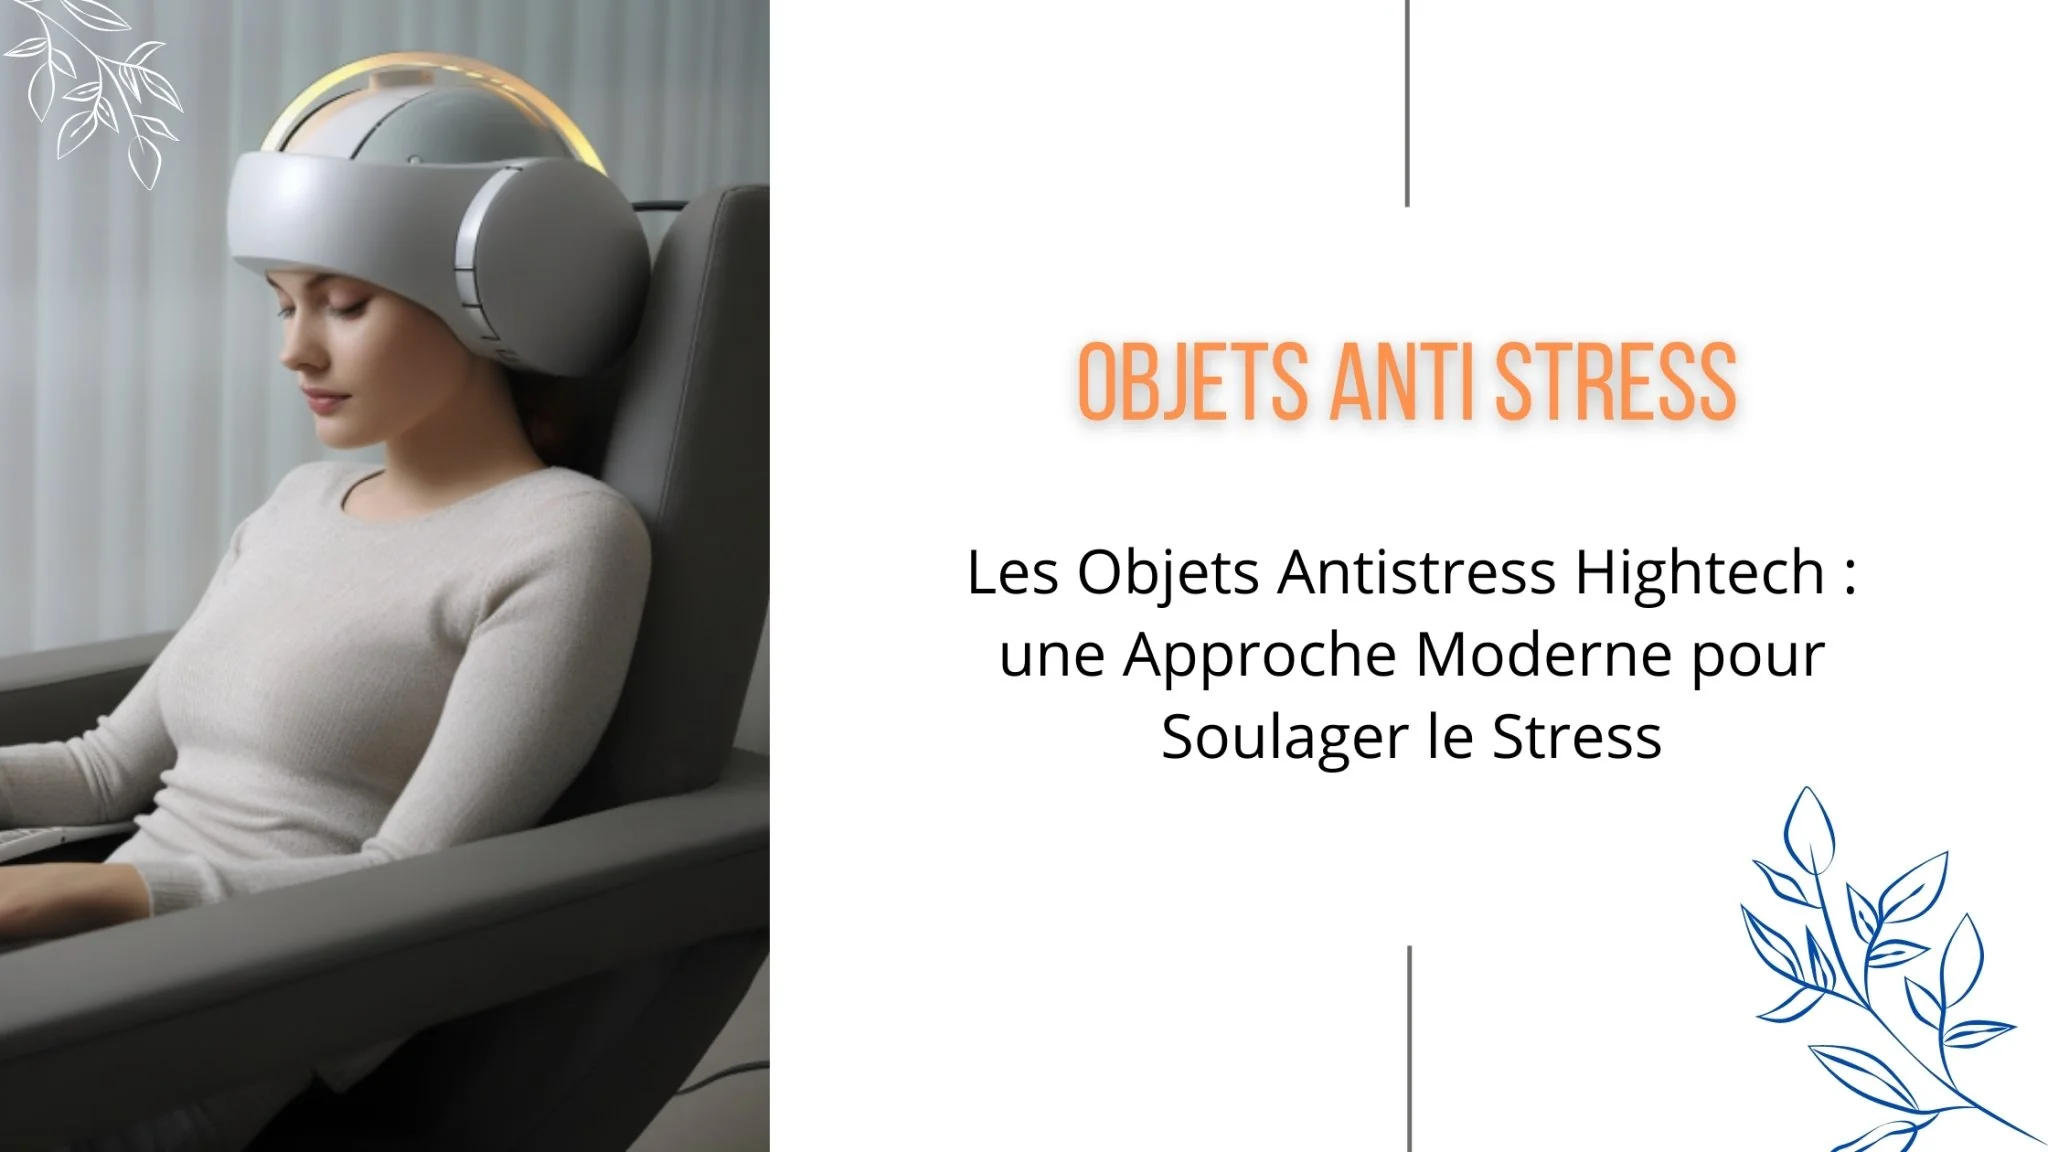 OBJETS ANTI STRESS
Les Objets Antistress Hightech :
une Approche Moderne pour
Soulager le Stress